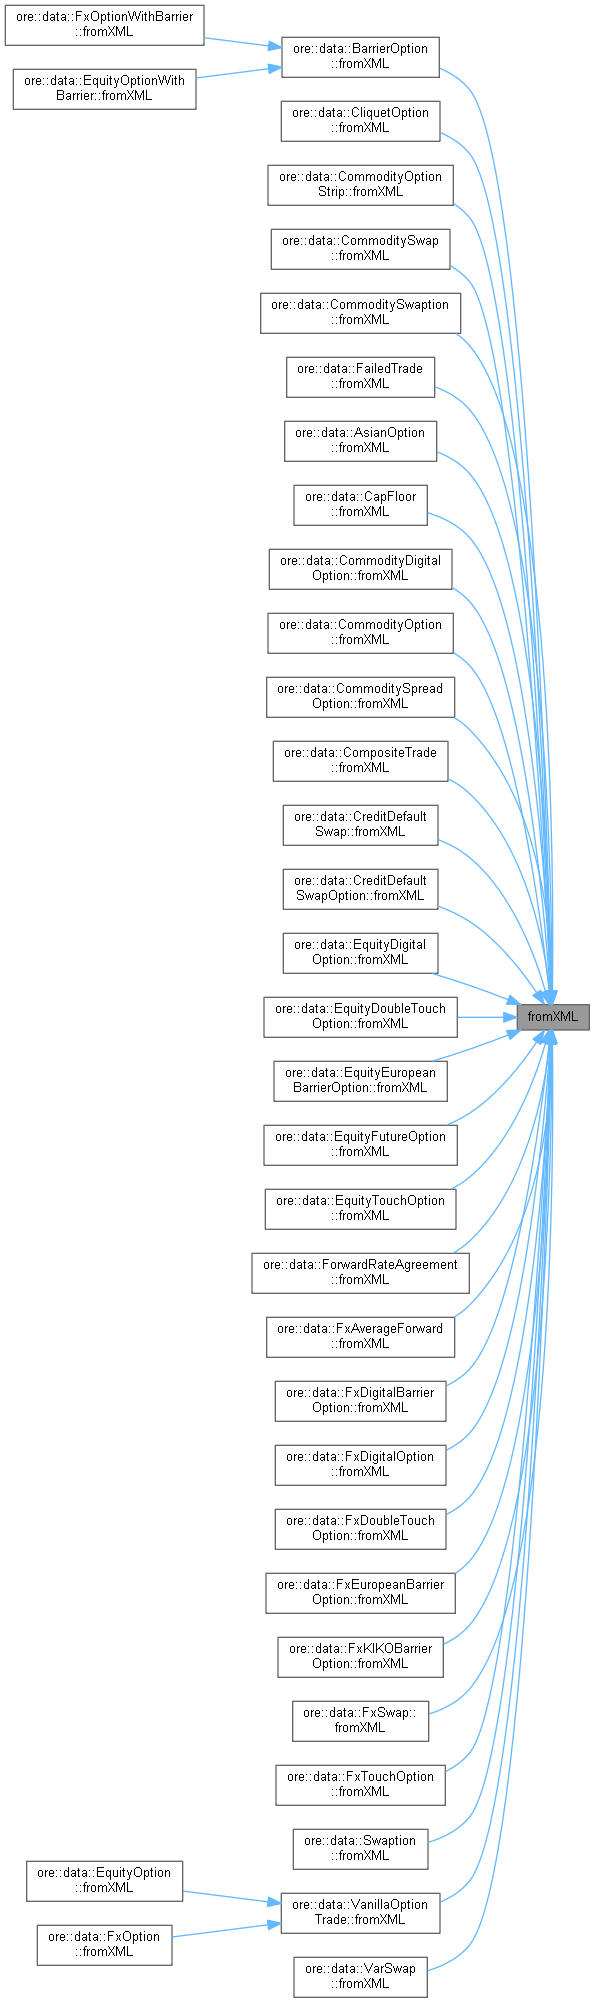 ore::data::FxOptionWithBarrier
::fromXML
ore::data::BarrierOption
::fromXML
ore::data::EquityOptionWith
Barrier::fromXML
ore::data::CliquetOption
::fromXML
ore::data::CommodityOption
Strip::fromXML
ore::data::CommoditySwap
::fromXML
ore::data::CommoditySwaption
::fromXML
ore::data::FailedTrade
::fromXML
ore::data::AsianOption
::fromXML
ore::data::CapFloor
::fromXML
ore::data::CommodityDigital
Option::fromXML
ore::data::CommodityOption
::fromXML
ore::data::CommoditySpread
Option::fromXML
ore::data::CompositeTrade
::fromXML
ore::data::CreditDefault
Swap::fromXML
ore::data::CreditDefault
SwapOption::fromXML
ore::data::EquityDigital
Option::fromXML
ore::data::EquityDoubleTouch
Option::fromXML
fromXML
ore::data::EquityEuropean
BarrierOption::fromXML
ore::data::EquityFutureOption
::fromXML
ore::data::EquityTouchOption
::fromXML
ore::data::ForwardRateAgreement
::fromXML
ore::data::FxAverageForward
::fromXML
ore::data::FxDigitalBarrier
Option::fromXML
ore::data::FxDigitalOption
::fromXML
ore::data::FxDoubleTouch
Option::fromXML
ore::data::FxEuropeanBarrier
Option::fromXML
ore::data::FxKIKOBarrier
Option::fromXML
ore::data::FxSwap::
fromXML
ore::data::FxTouchOption
::fromXML
ore::data::Swaption
::fromXML
ore::data::EquityOption
::fromXML
ore::data::VanillaOption
Trade::fromXML
ore::data::FxOption
::fromXML
ore::data::VarSwap
::fromXML